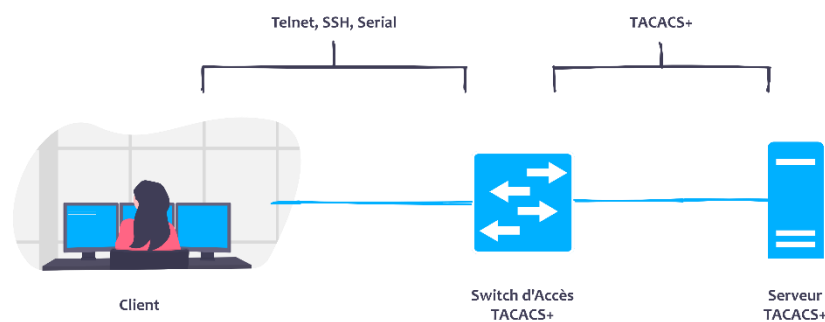 Telnet, SSH, Serial
TACACS+
Client
Switch d'Accès
TACACS+
Serveur
TACACS+